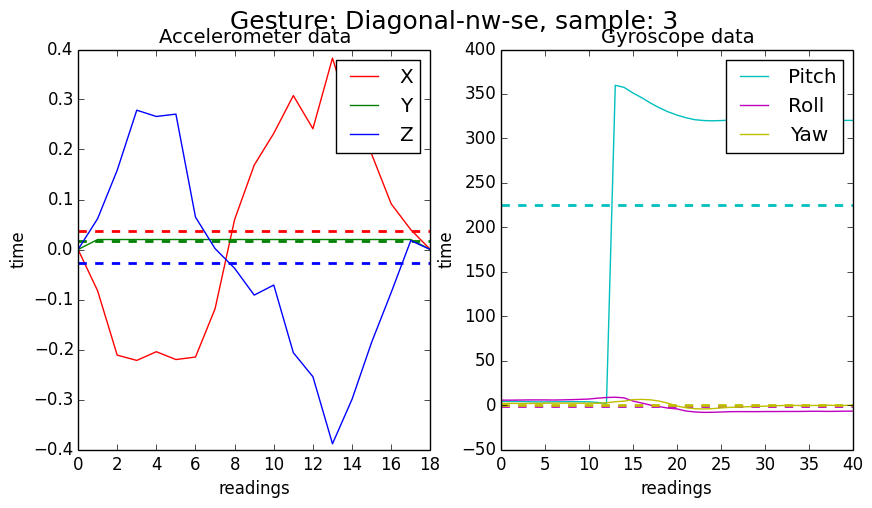 Gesture: Diagonal-nw-se, sample: 3
Accelerometer data
0.4
0.3
0.2
0.1
0.0
−0.1
−0.2
−0.3
−0.4
time
0 2 4 6 8 10 12 14 16 18
readings
X
Y
Z
Gyroscope data
400
350
300
250
200
150
100
50
0
−50
time
0 5 10 15 20 25 30 35 40
readings
Pitch
Roll
Yaw